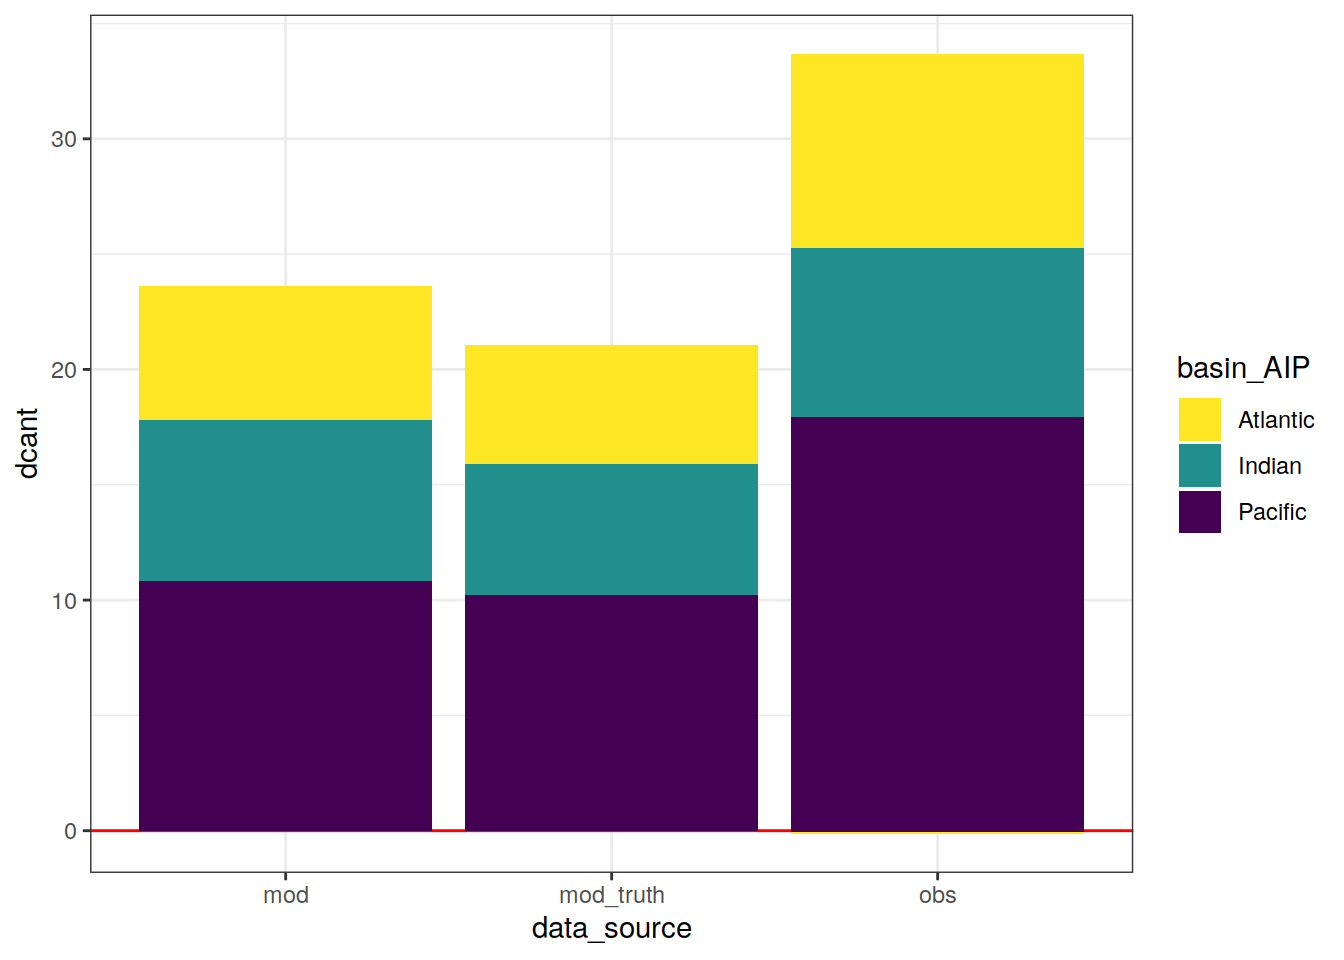 dcant
30
20
10
0
mod
mod_truth
obs
data_source
basin_AIP
Atlantic
Indian
Pacific